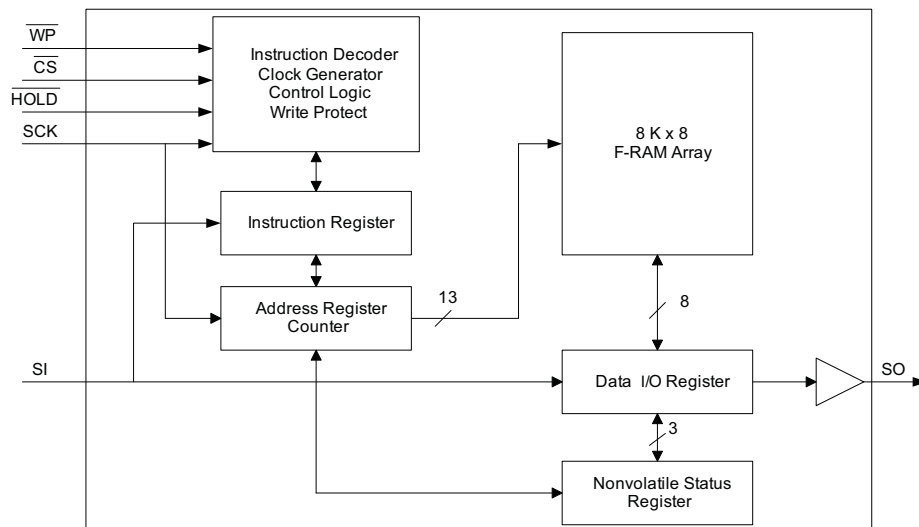 WP
CS
HOLD
SCK
Instruction Decoder
Clock Generator
Control Logic
Write Protect
8 K x 8
F-RAM Array
Instruction Register
Address Register
Counter
13
8
SI
Data I/O Register
SO
3
Nonvolatile Status
Register